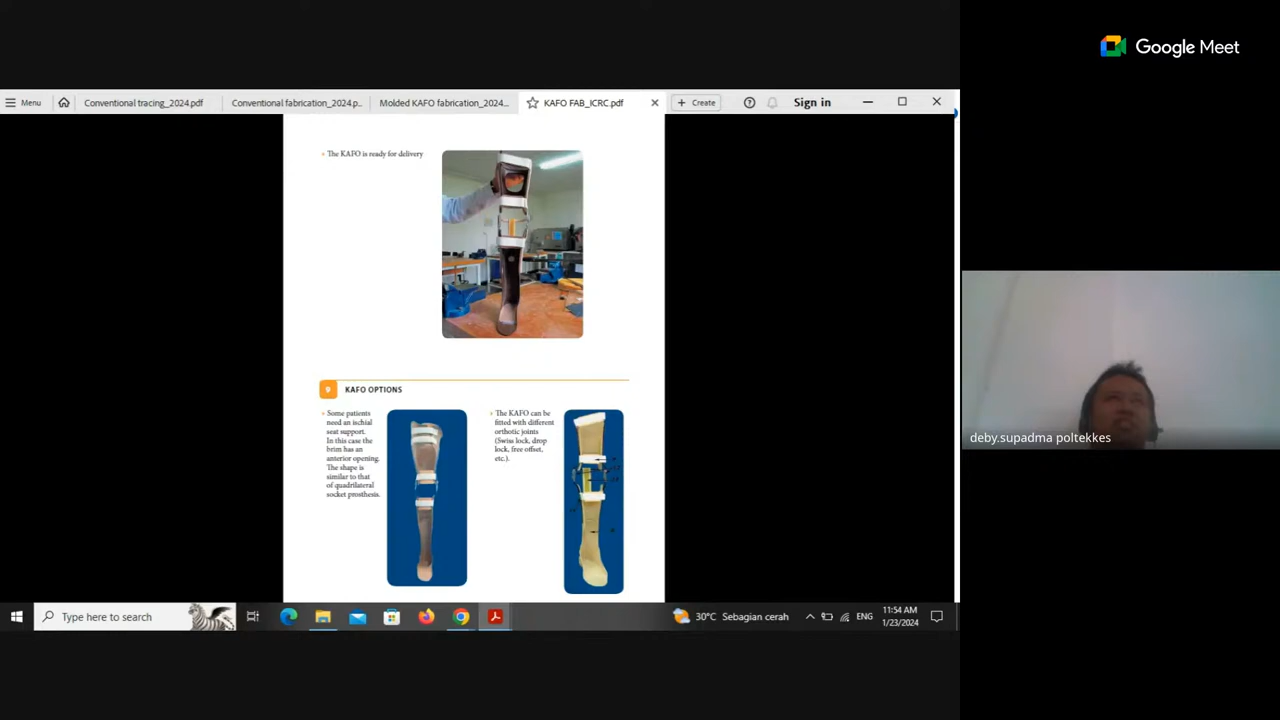 Google Meet
Menu
Conventional tracing_2024.pdf
Conventional fabrication_2024.p...
Molded KAFO fabrication_2024...
KAFO FAB_ICRC.pdf
Create
Sign in
The KAFO is ready for delivery
9 KAFO OPTIONS
Some patients
need an ischial
seat support.
In this case the
brim has an
anterior opening.
The shape is
similar to that
of quadrilateral
socket prosthesis.
The KAFO can be
fitted with different
orthotic joints
(Swiss lock, drop
lock, free offset,
etc.).
deby.supadma poltekkes
Type here to search
30°C Sebagian cerah
ENG
11:54 AM
1/23/2024